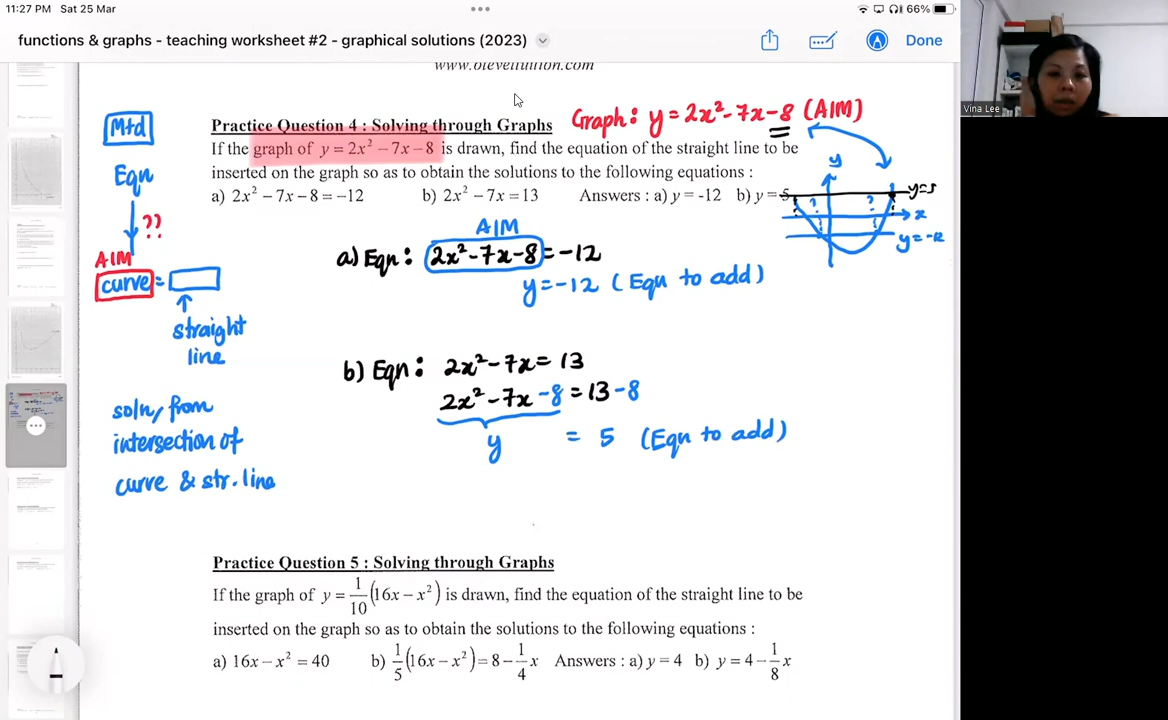 11:27 PM Sat 25 Mar
66%
functions & graphs - teaching worksheet #2 - graphical solutions (2023)
Done
www.oleveltuition.com
Vina Lee
Mtd
Eqn
??
AIM
curve =
straight
line
soln, from
intersection of
curve & str. line
Graph: y = 2x² - 7x - 8 (AIM)
Practice Question 4 : Solving through Graphs
If the graph of y = 2x² − 7x − 8 is drawn, find the equation of the straight line to be
inserted on the graph so as to obtain the solutions to the following equations :
a) 2x² − 7x − 8 = −12 b) 2x² − 7x = 13 Answers : a) y = -12 b) y = 5
y
y=5
? ?
x
y=-12
AIM
a) Eqn: 2x²-7x-8 = -12
y = -12 (Eqn to add)
b) Eqn: 2x²-7x = 13
2x²-7x-8 = 13-8
y = 5 (Eqn to add)
Practice Question 5 : Solving through Graphs
If the graph of y = 1/10 (16x − x²) is drawn, find the equation of the straight line to be
inserted on the graph so as to obtain the solutions to the following equations :
a) 16x − x² = 40 b) 1/5 (16x − x²) = 8 − 1/4 x Answers : a) y = 4 b) y = 4 − 1/8 x